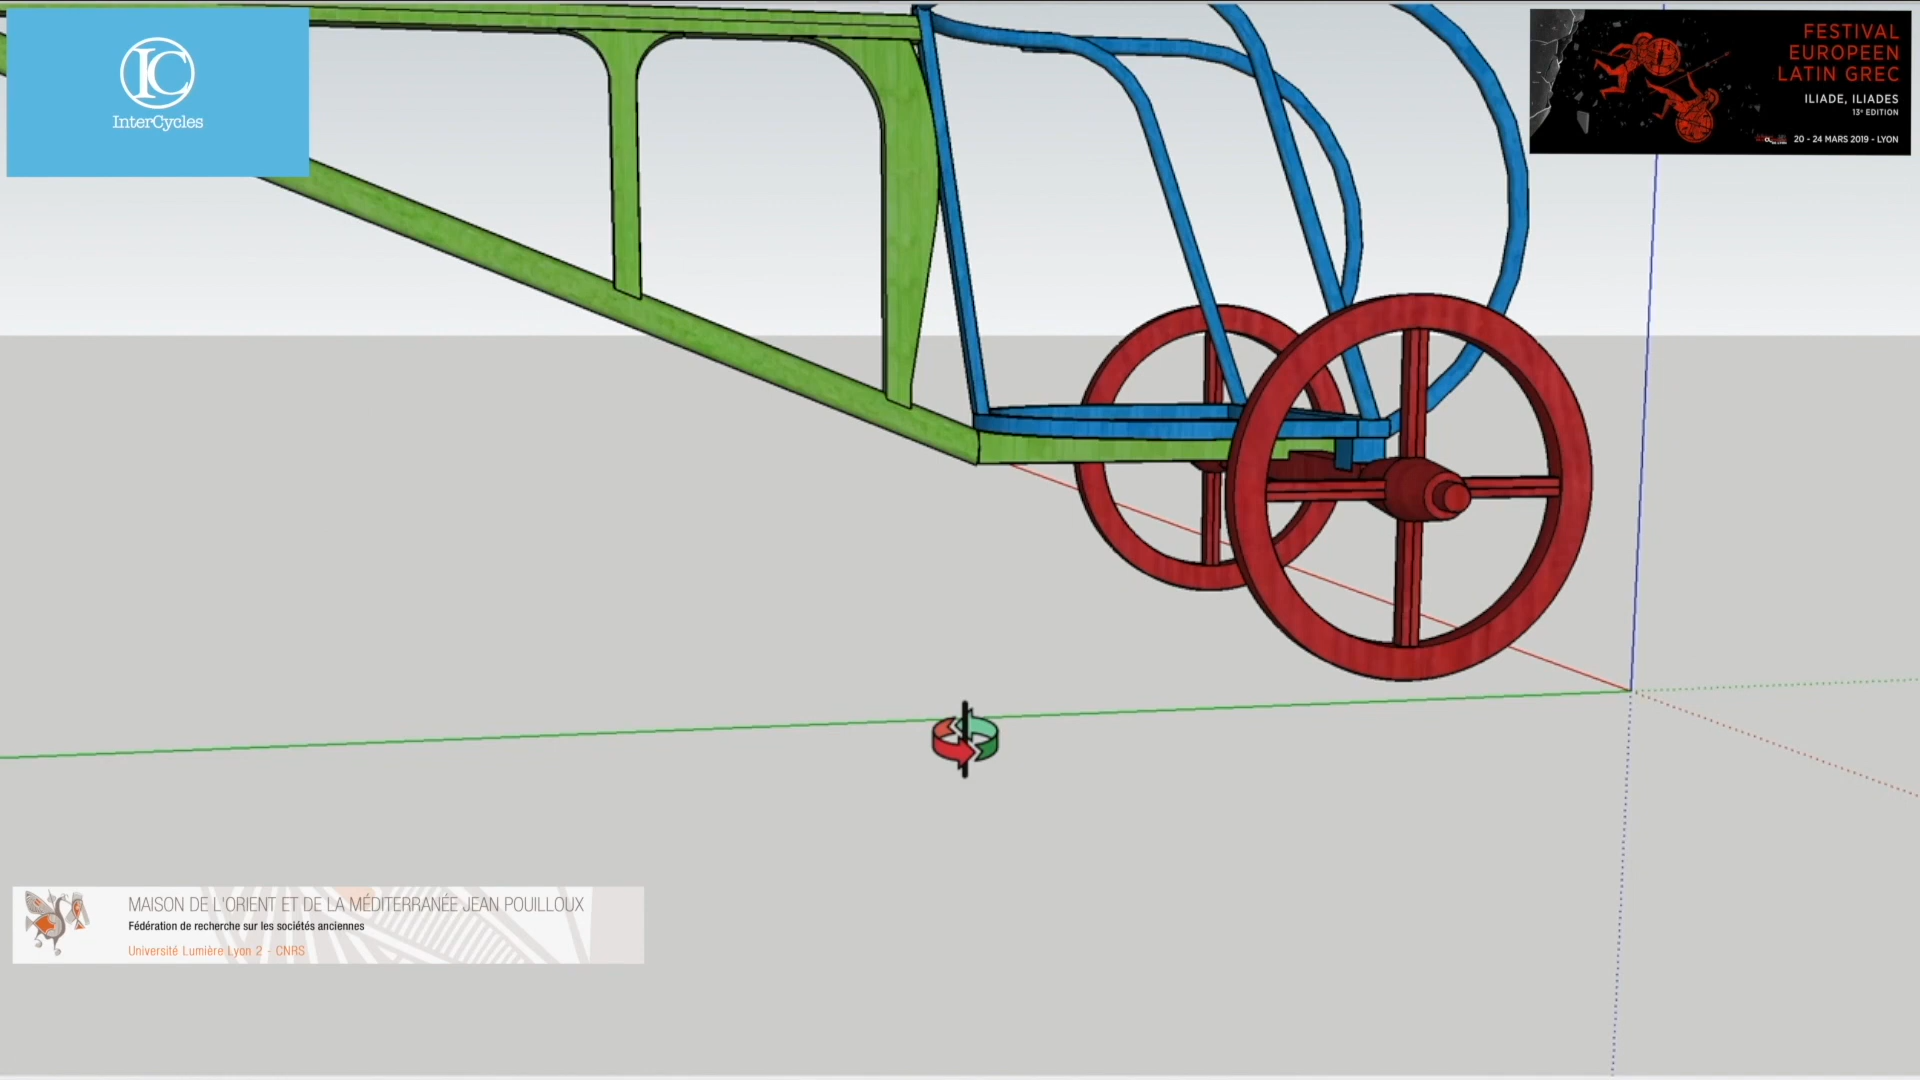 IC
InterCycles
FESTIVAL
EUROPEEN
LATIN GREC
ILIADE, ILIADES
13e EDITION
20 - 24 MARS 2019 - LYON
MAISON DE L'ORIENT ET DE LA MÉDITERRANÉE JEAN POUILLOUX
Fédération de recherche sur les sociétés anciennes
Université Lumière Lyon 2 - CNRS